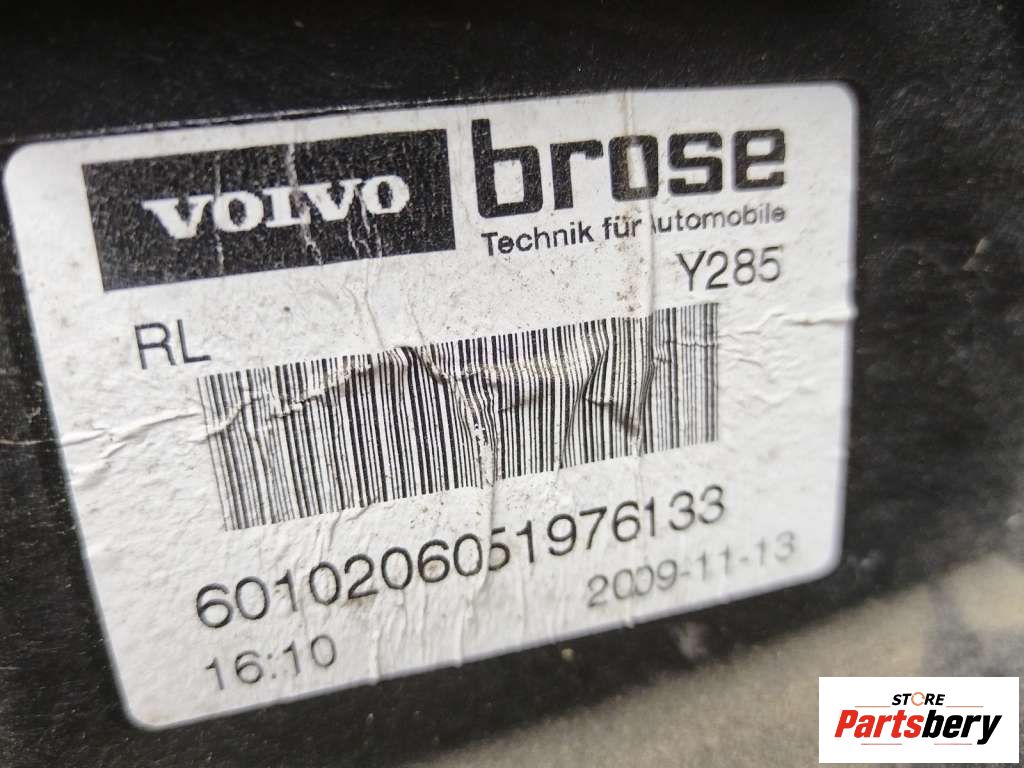 VOLVO
brose
Technik für Automobile
RL
Y285
6010206051976133
16:10
2009-11-13
STORE
Partsbery